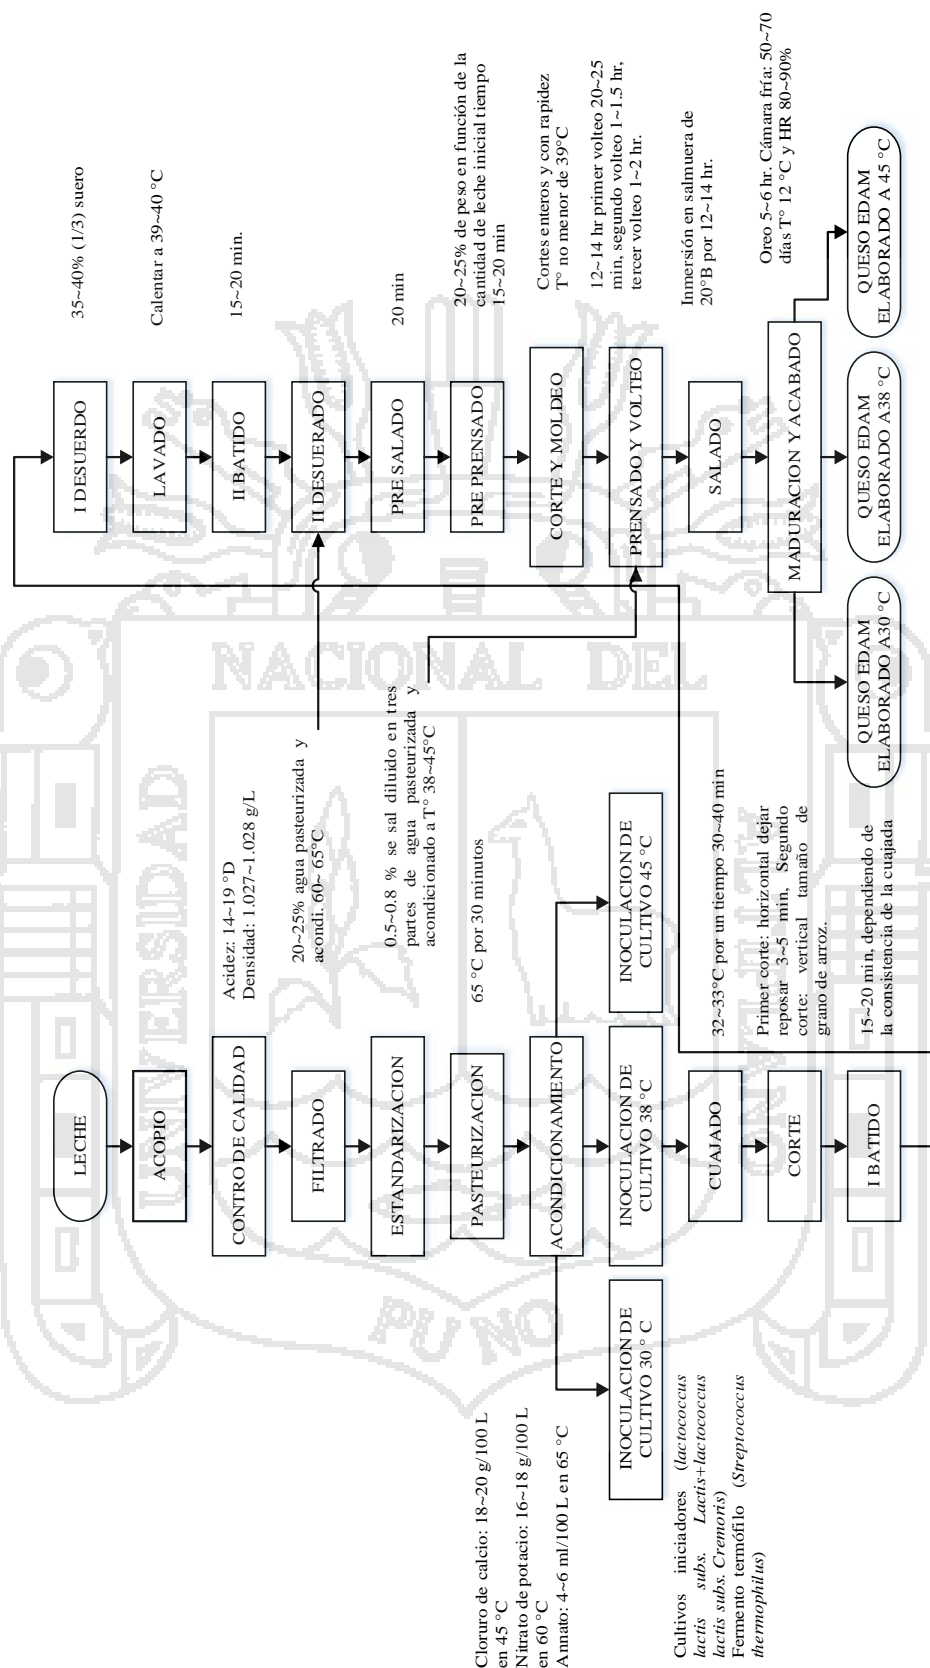 LECHE
ACOPIO
CONTRO DE CALIDAD
Acidez: 14~19 °D
Densidad: 1.027~1.028 g/L
FILTRADO
ESTANDARIZACION
PASTEURIZACION
65 °C por 30 minutos
ACONDICIONAMIENTO
Cloruro de calcio: 18~20 g/100 L
en 45 °C
Nitrato de potacio: 16~18 g/100 L
en 60 °C
Annato: 4~6 ml/100 L en 65 °C
INOCULACION DE
CULTIVO 30 ° C
INOCULACION DE
CULTIVO 38 °C
INOCULACION DE
CULTIVO 45 °C
Cultivos iniciadores (lactococcus
lactis subs. Lactis+lactococcus
lactis subs. Cremoris)
Fermento termófilo (Streptococcus
thermophilus)
CUAJADO
32~33°C por un tiempo 30~40 min
CORTE
Primer corte: horizontal dejar
reposar 3~5 min, Segundo
corte: vertical tamaño de
grano de arroz.
I BATIDO
15~20 min, dependiendo de
la consistencia de la cuajada
I DESUERDO
35~40% (1/3) suero
LAVADO
Calentar a 39~40 °C
II BATIDO
15~20 min.
20~25% agua pasteurizada y
acondi. 60~ 65°C
II DESUERADO
PRE SALADO
20 min
0.5~0.8 % se sal diluido en tres
partes de agua pasteurizada y
acondicionado a T° 38~45°C
PRE PRENSADO
20~25% de peso en función de la
cantidad de leche inicial tiempo
15~20 min
CORTE Y MOLDEO
Cortes enteros y con rapidez
T° no menor de 39°C
PRENSADO Y VOLTEO
12~14 hr primer volteo 20~25
min, segundo volteo 1~1.5 hr,
tercer volteo 1~2 hr.
SALADO
Inmersión en salmuera de
20°B por 12~14 hr.
MADURACION Y ACABADO
Oreo 5~6 hr. Cámara fría: 50~70
días T° 12 °C y HR 80~90%
QUESO EDAM
ELABORADO A30 °C
QUESO EDAM
ELABORADO A38 °C
QUESO EDAM
ELABORADO A 45 °C
UNIVERSIDAD
NACIONAL DEL
PUNO